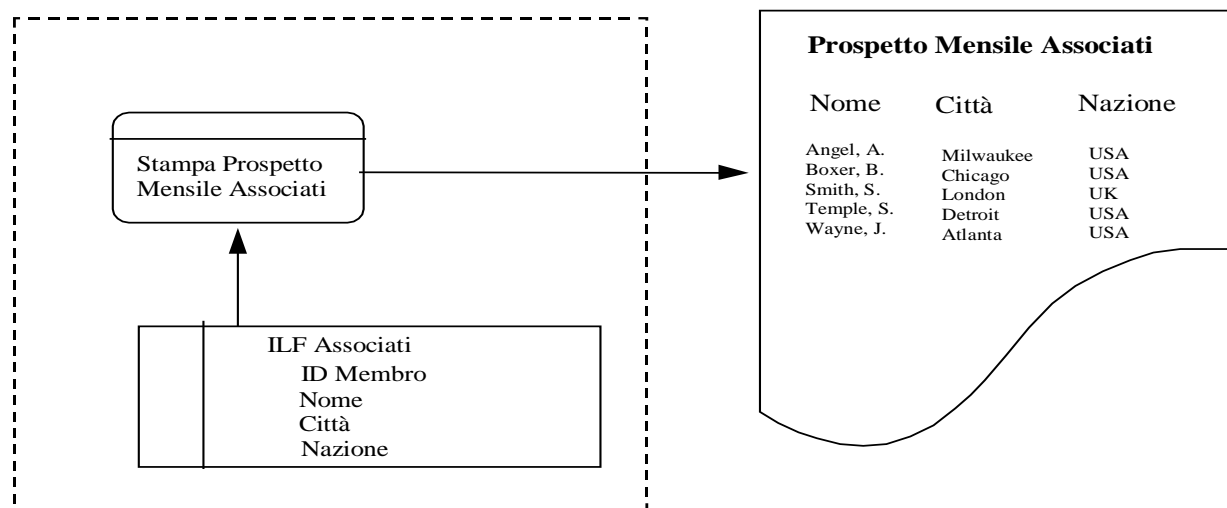 Prospetto Mensile Associati
Nome Città Nazione
Angel, A. Milwaukee USA
Boxer, B. Chicago USA
Smith, S. London UK
Temple, S. Detroit USA
Wayne, J. Atlanta USA
Stampa Prospetto
Mensile Associati
ILF Associati
ID Membro
Nome
Città
Nazione